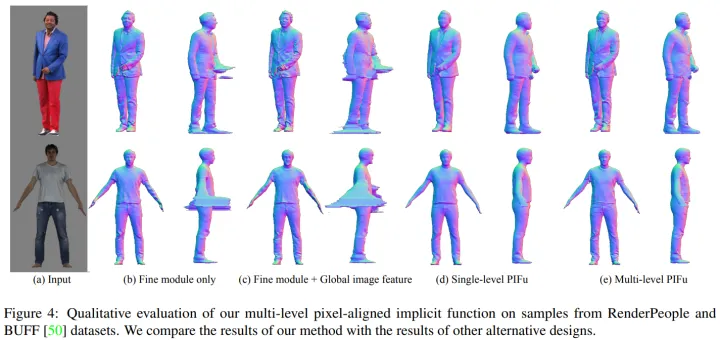 (a) Input (b) Fine module only (c) Fine module + Global image feature (d) Single-level PIFu (e) Multi-level PIFu
Figure 4: Qualitative evaluation of our multi-level pixel-aligned implicit function on samples from RenderPeople and
BUFF [50] datasets. We compare the results of our method with the results of other alternative designs.